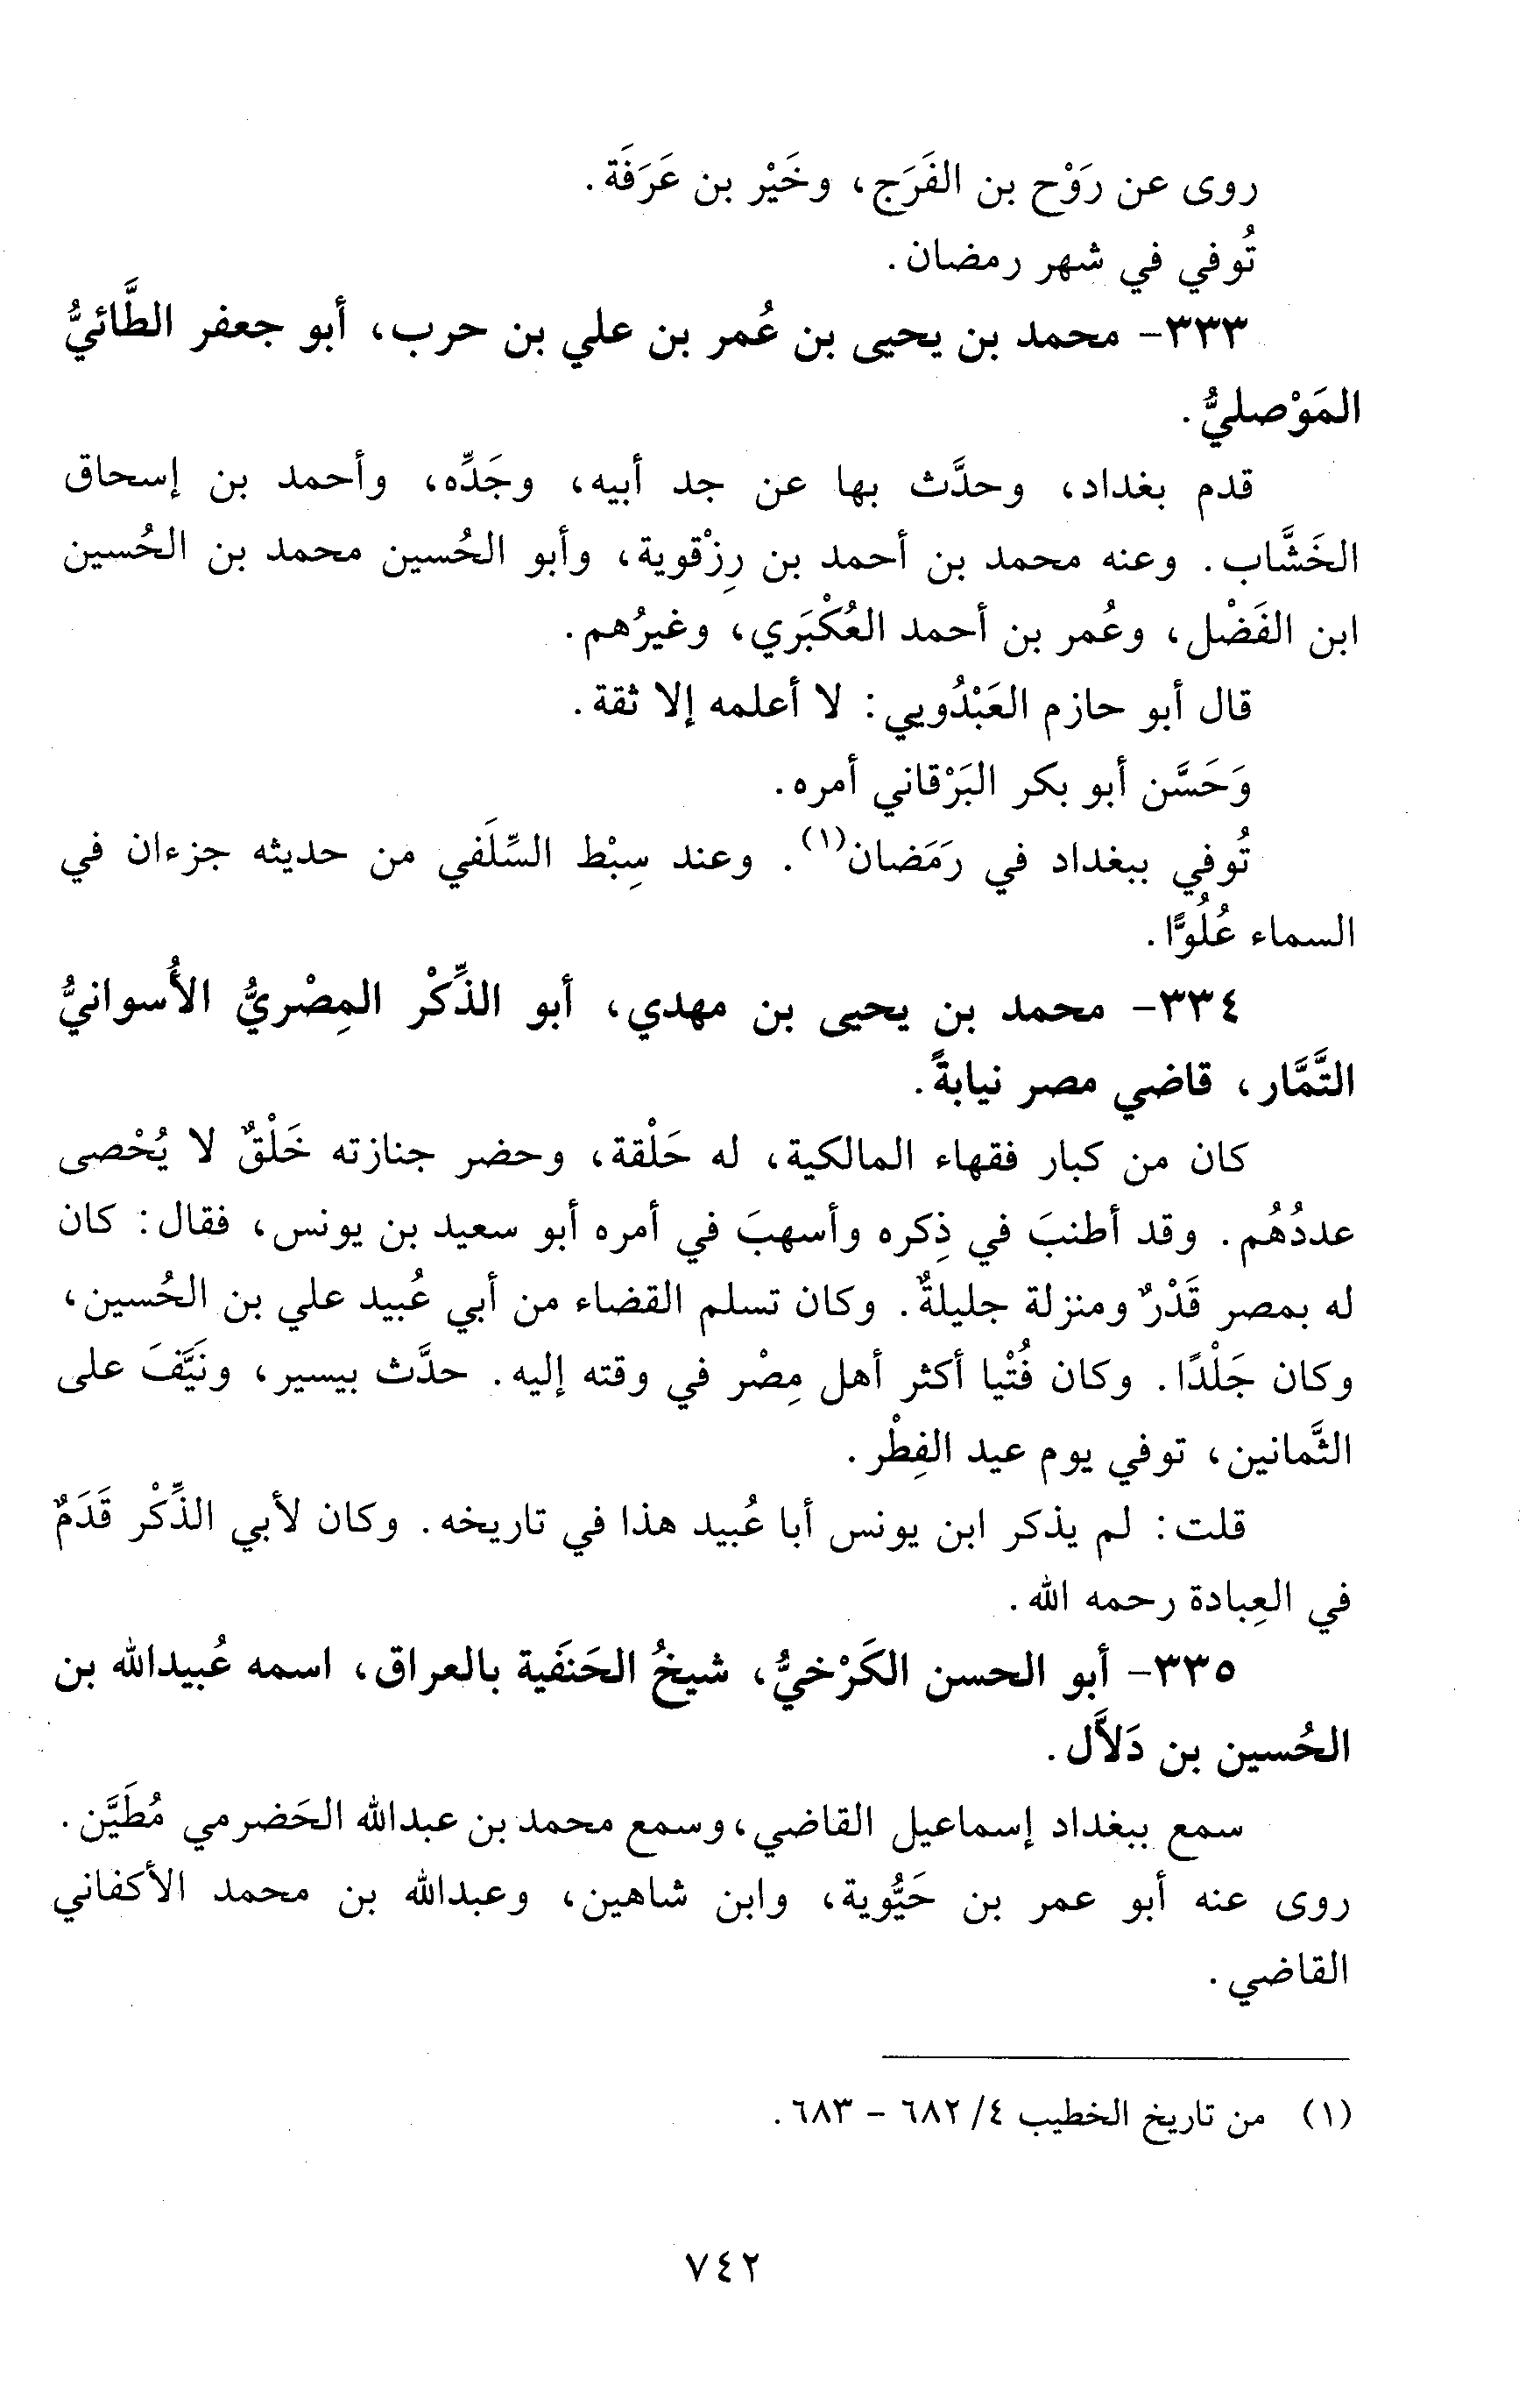 روى عن رَوْح بن الفَرَج، وخَيْر بن عَرَفَة.
تُوفي في شهر رمضان.
٣٣٣- محمد بن يحيى بن عُمر بن علي بن حرب، أبو جعفر الطَّائيُّ
المَوْصليُّ.
قدم بغداد، وحدَّث بها عن جد أبيه، وجَدِّه، وأحمد بن إسحاق
الخَشَّاب. وعنه محمد بن أحمد بن رِزْقوية، وأبو الحُسين محمد بن الحُسين
ابن الفَضْل، وعُمر بن أحمد العُكْبَري، وغيرُهم.
قال أبو حازم العَبْدُويي: لا أعلمه إلا ثقة.
وَحَسَّن أبو بكر البَرْقاني أمره.
تُوفي ببغداد في رَمَضان(١). وعند سِبْط السِّلَفي من حديثه جزءان في
السماء عُلُوًّا.
٣٣٤- محمد بن يحيى بن مهدي، أبو الذِّكْر المِصْريُّ الأُسوانيُّ
التَّمَّار، قاضي مصر نيابةً.
كان من كبار فقهاء المالكية، له حَلْقة، وحضر جنازته خَلْقٌ لا يُحْصى
عددُهُم. وقد أطنبَ في ذِكره وأسهبَ في أمره أبو سعيد بن يونس، فقال: كان
له بمصر قَدْرٌ ومنزلة جليلةٌ. وكان تسلم القضاء من أبي عُبيد علي بن الحُسين،
وكان جَلْدًا. وكان فُتْيا أكثر أهل مِصْر في وقته إليه. حدَّث بيسير، ونَيَّفَ على
الثَّمانين، توفي يوم عيد الفِطْر.
قلت: لم يذكر ابن يونس أبا عُبيد هذا في تاريخه. وكان لأبي الذِّكْر قَدَمٌ
في العِبادة رحمه الله.
٣٣٥- أبو الحسن الكَرْخيُّ، شيخُ الحَنَفية بالعراق، اسمه عُبيدالله بن
الحُسين بن دَلاَّل.
سمع ببغداد إسماعيل القاضي، وسمع محمد بن عبدالله الحَضرمي مُطَيَّن.
روى عنه أبو عمر بن حَيُّوية، وابن شاهين، وعبدالله بن محمد الأكفاني
القاضي.
(١) من تاريخ الخطيب ٤/ ٦٨٢ - ٦٨٣.
٧٤٢